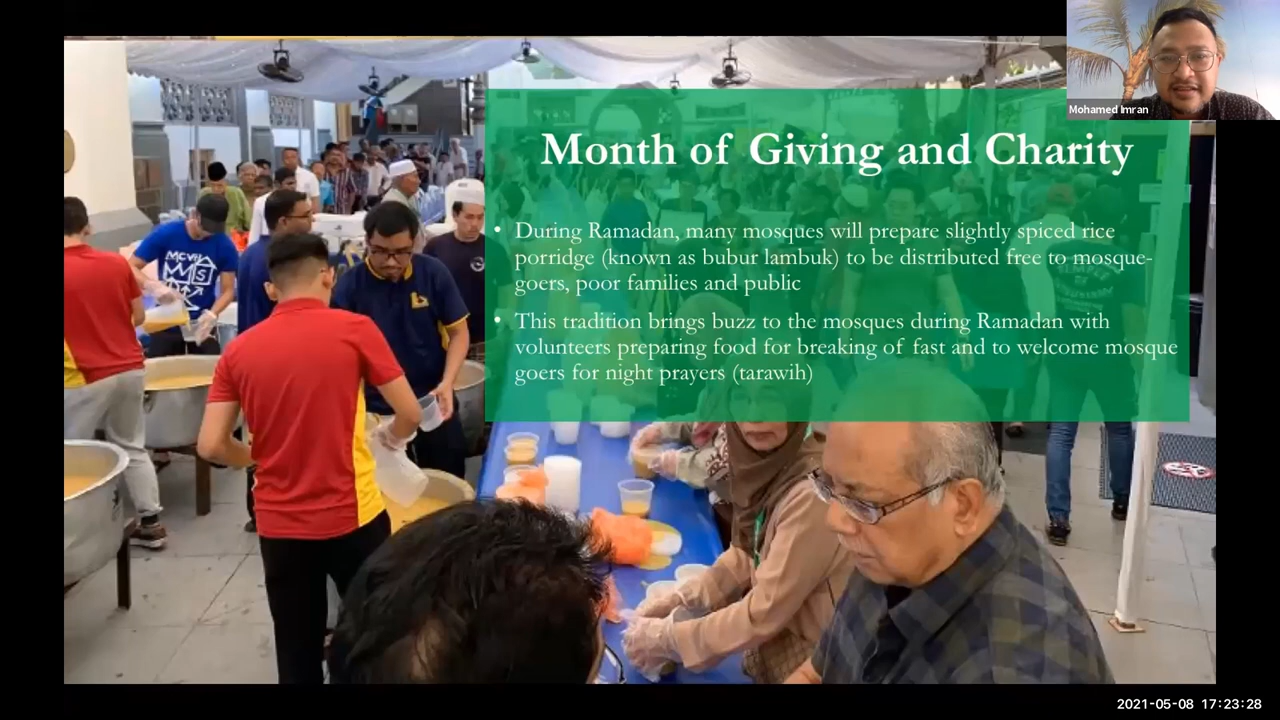 Mohamed Imran
Month of Giving and Charity
• During Ramadan, many mosques will prepare slightly spiced rice
porridge (known as bubur lambuk) to be distributed free to mosque-
goers, poor families and public
• This tradition brings buzz to the mosques during Ramadan with
volunteers preparing food for breaking of fast and to welcome mosque
goers for night prayers (tarawih)
2021-05-08 17:23:28